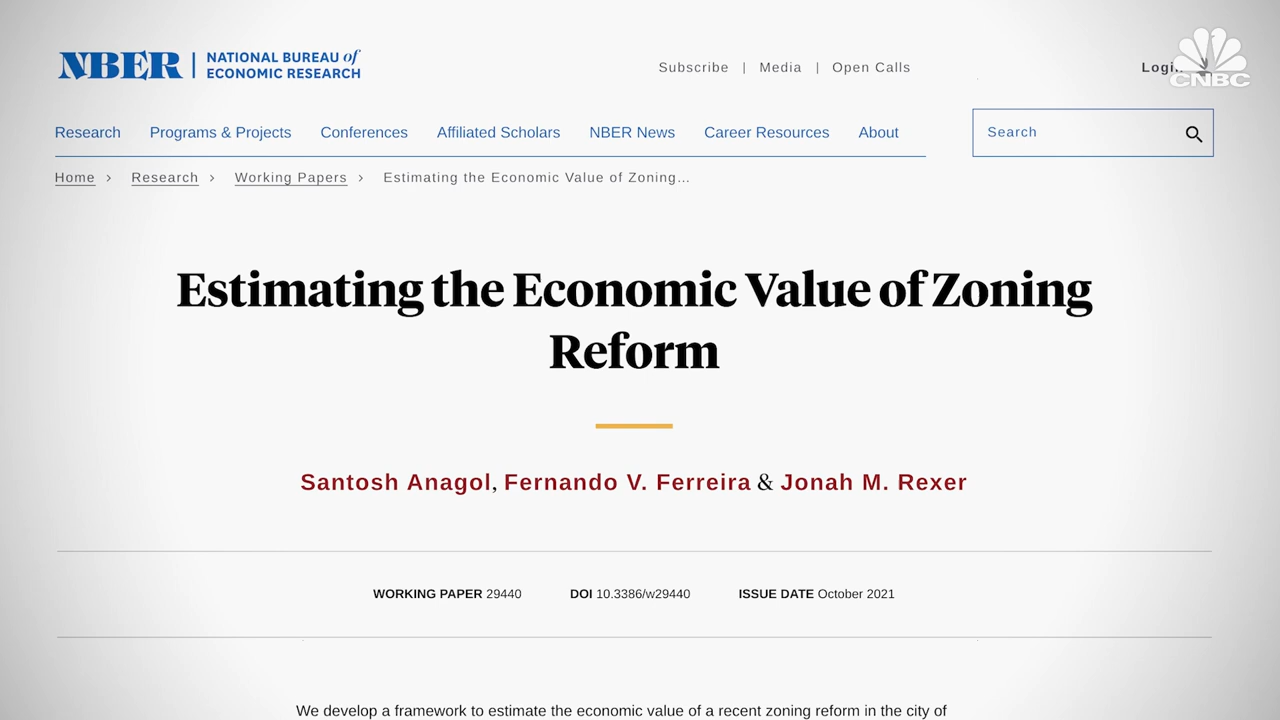 NBER | NATIONAL BUREAU of
ECONOMIC RESEARCH
Subscribe | Media | Open Calls
Login
CNBC
Research Programs & Projects Conferences Affiliated Scholars NBER News Career Resources About
Search
Home > Research > Working Papers > Estimating the Economic Value of Zoning…
Estimating the Economic Value of Zoning
Reform
Santosh Anagol, Fernando V. Ferreira & Jonah M. Rexer
WORKING PAPER 29440 DOI 10.3386/w29440 ISSUE DATE October 2021
We develop a framework to estimate the economic value of a recent zoning reform in the city of